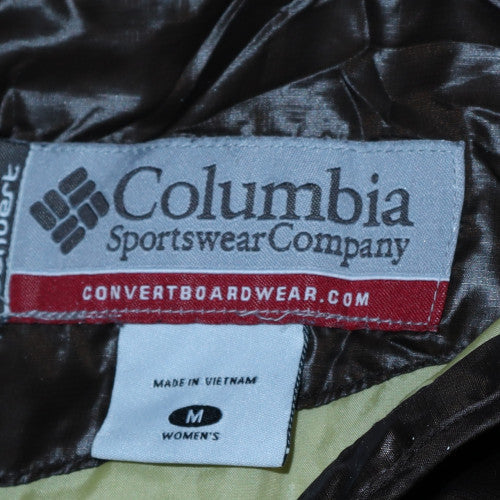 Columbia
Sportswear Company
CONVERTBOARDWEAR.COM
MADE IN VIETNAM
M
WOMEN'S